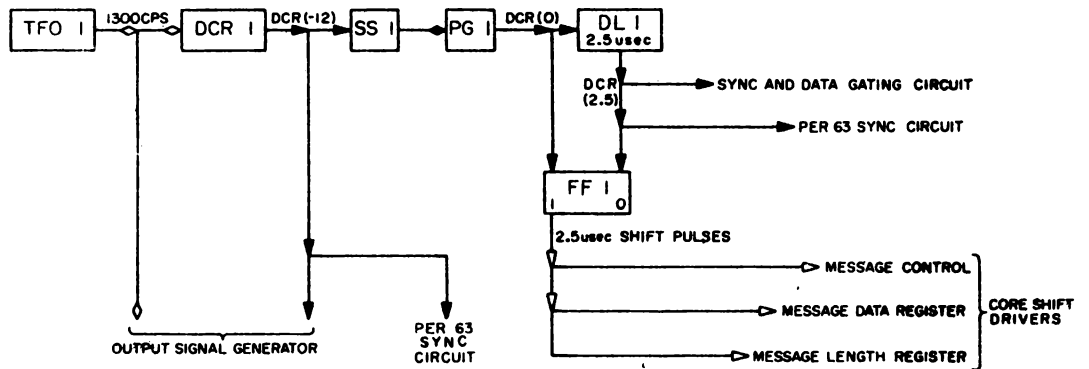 1300CPS
TFO 1
DCR 1
DCR(-12)
SS 1
PG 1
DCR(0)
DL 1
2.5usec
DCR
(2.5)
SYNC AND DATA GATING CIRCUIT
PER 63 SYNC CIRCUIT
FF 1
1 0
2.5usec SHIFT PULSES
MESSAGE CONTROL
MESSAGE DATA REGISTER
CORE SHIFT
DRIVERS
MESSAGE LENGTH REGISTER
OUTPUT SIGNAL GENERATOR
PER 63
SYNC
CIRCUIT